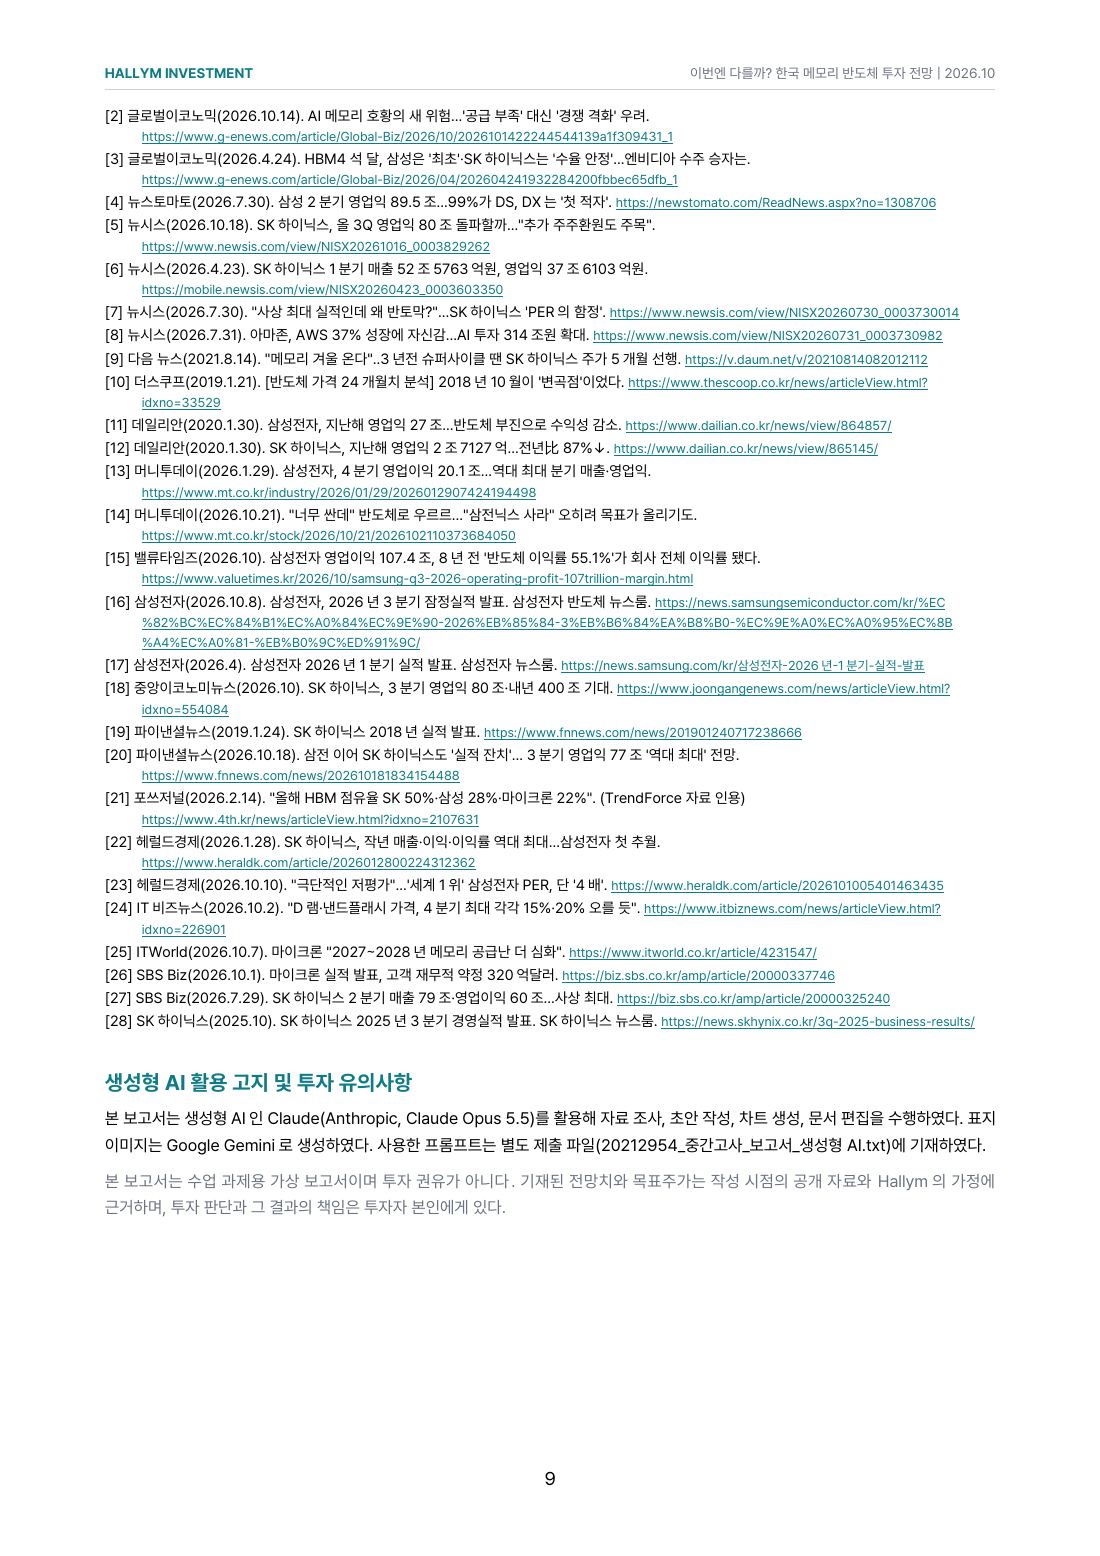 HALLYM INVESTMENT
이번엔 다를까? 한국 메모리 반도체 투자 전망 | 2026.10
[2] 글로벌이코노믹(2026.10.14). AI 메모리 호황의 새 위험…'공급 부족' 대신 '경쟁 격화' 우려.
https://www.g-enews.com/article/Global-Biz/2026/10/2026101422244544139a1f309431_1
[3] 글로벌이코노믹(2026.4.24). HBM4 석 달, 삼성은 '최초'·SK 하이닉스는 '수율 안정'…엔비디아 수주 승자는.
https://www.g-enews.com/article/Global-Biz/2026/04/202604241932284200fbbec65dfb_1
[4] 뉴스토마토(2026.7.30). 삼성 2 분기 영업익 89.5 조…99%가 DS, DX 는 '첫 적자'. https://newstomato.com/ReadNews.aspx?no=1308706
[5] 뉴시스(2026.10.18). SK 하이닉스, 올 3Q 영업익 80 조 돌파할까…"추가 주주환원도 주목".
https://www.newsis.com/view/NISX20261016_0003829262
[6] 뉴시스(2026.4.23). SK 하이닉스 1 분기 매출 52 조 5763 억원, 영업익 37 조 6103 억원.
https://mobile.newsis.com/view/NISX20260423_0003603350
[7] 뉴시스(2026.7.30). "사상 최대 실적인데 왜 반토막?"…SK 하이닉스 'PER 의 함정'. https://www.newsis.com/view/NISX20260730_0003730014
[8] 뉴시스(2026.7.31). 아마존, AWS 37% 성장에 자신감…AI 투자 314 조원 확대. https://www.newsis.com/view/NISX20260731_0003730982
[9] 다음 뉴스(2021.8.14). "메모리 겨울 온다"..3 년전 슈퍼사이클 땐 SK 하이닉스 주가 5 개월 선행. https://v.daum.net/v/20210814082012112
[10] 더스쿠프(2019.1.21). [반도체 가격 24 개월치 분석] 2018 년 10 월이 '변곡점'이었다. https://www.thescoop.co.kr/news/articleView.html?
idxno=33529
[11] 데일리안(2020.1.30). 삼성전자, 지난해 영업익 27 조…반도체 부진으로 수익성 감소. https://www.dailian.co.kr/news/view/864857/
[12] 데일리안(2020.1.30). SK 하이닉스, 지난해 영업익 2 조 7127 억…전년比 87%↓. https://www.dailian.co.kr/news/view/865145/
[13] 머니투데이(2026.1.29). 삼성전자, 4 분기 영업이익 20.1 조…역대 최대 분기 매출·영업익.
https://www.mt.co.kr/industry/2026/01/29/2026012907424194498
[14] 머니투데이(2026.10.21). "너무 싼데" 반도체로 우르르…"삼전닉스 사라" 오히려 목표가 올리기도.
https://www.mt.co.kr/stock/2026/10/21/2026102110373684050
[15] 밸류타임즈(2026.10). 삼성전자 영업이익 107.4 조, 8 년 전 '반도체 이익률 55.1%'가 회사 전체 이익률 됐다.
https://www.valuetimes.kr/2026/10/samsung-q3-2026-operating-profit-107trillion-margin.html
[16] 삼성전자(2026.10.8). 삼성전자, 2026 년 3 분기 잠정실적 발표. 삼성전자 반도체 뉴스룸. https://news.samsungsemiconductor.com/kr/%EC
%82%BC%EC%84%B1%EC%A0%84%EC%9E%90-2026%EB%85%84-3%EB%B6%84%EA%B8%B0-%EC%9E%A0%EC%A0%95%EC%8B
%A4%EC%A0%81-%EB%B0%9C%ED%91%9C/
[17] 삼성전자(2026.4). 삼성전자 2026 년 1 분기 실적 발표. 삼성전자 뉴스룸. https://news.samsung.com/kr/삼성전자-2026 년-1 분기-실적-발표
[18] 중앙이코노미뉴스(2026.10). SK 하이닉스, 3 분기 영업익 80 조·내년 400 조 기대. https://www.joongangenews.com/news/articleView.html?
idxno=554084
[19] 파이낸셜뉴스(2019.1.24). SK 하이닉스 2018 년 실적 발표. https://www.fnnews.com/news/201901240717238666
[20] 파이낸셜뉴스(2026.10.18). 삼전 이어 SK 하이닉스도 '실적 잔치'… 3 분기 영업익 77 조 '역대 최대' 전망.
https://www.fnnews.com/news/202610181834154488
[21] 포쓰저널(2026.2.14). "올해 HBM 점유율 SK 50%·삼성 28%·마이크론 22%". (TrendForce 자료 인용)
https://www.4th.kr/news/articleView.html?idxno=2107631
[22] 헤럴드경제(2026.1.28). SK 하이닉스, 작년 매출·이익·이익률 역대 최대…삼성전자 첫 추월.
https://www.heraldk.com/article/2026012800224312362
[23] 헤럴드경제(2026.10.10). "극단적인 저평가"…'세계 1 위' 삼성전자 PER, 단 '4 배'. https://www.heraldk.com/article/2026101005401463435
[24] IT 비즈뉴스(2026.10.2). "D 램·낸드플래시 가격, 4 분기 최대 각각 15%·20% 오를 듯". https://www.itbiznews.com/news/articleView.html?
idxno=226901
[25] ITWorld(2026.10.7). 마이크론 "2027~2028 년 메모리 공급난 더 심화". https://www.itworld.co.kr/article/4231547/
[26] SBS Biz(2026.10.1). 마이크론 실적 발표, 고객 재무적 약정 320 억달러. https://biz.sbs.co.kr/amp/article/20000337746
[27] SBS Biz(2026.7.29). SK 하이닉스 2 분기 매출 79 조·영업이익 60 조…사상 최대. https://biz.sbs.co.kr/amp/article/20000325240
[28] SK 하이닉스(2025.10). SK 하이닉스 2025 년 3 분기 경영실적 발표. SK 하이닉스 뉴스룸. https://news.skhynix.co.kr/3q-2025-business-results/
생성형 AI 활용 고지 및 투자 유의사항
본 보고서는 생성형 AI 인 Claude(Anthropic, Claude Opus 5.5)를 활용해 자료 조사, 초안 작성, 차트 생성, 문서 편집을 수행하였다. 표지
이미지는 Google Gemini 로 생성하였다. 사용한 프롬프트는 별도 제출 파일(20212954_중간고사_보고서_생성형 AI.txt)에 기재하였다.
본 보고서는 수업 과제용 가상 보고서이며 투자 권유가 아니다. 기재된 전망치와 목표주가는 작성 시점의 공개 자료와 Hallym 의 가정에
근거하며, 투자 판단과 그 결과의 책임은 투자자 본인에게 있다.
9